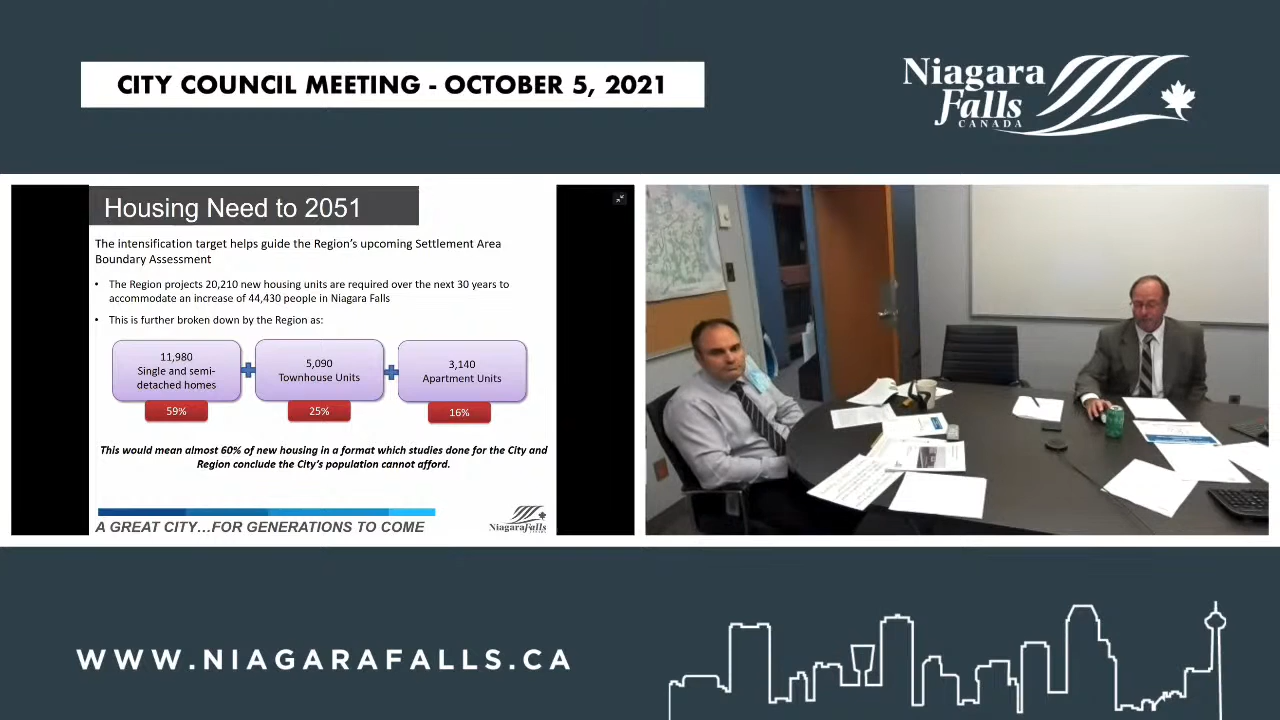 CITY COUNCIL MEETING - OCTOBER 5, 2021
Niagara
Falls
CANADA
Housing Need to 2051
The intensification target helps guide the Region's upcoming Settlement Area
Boundary Assessment
• The Region projects 20,210 new housing units are required over the next 30 years to
accommodate an increase of 44,430 people in Niagara Falls
• This is further broken down by the Region as:
11,980
Single and semi-
detached homes
59%
5,090
Townhouse Units
25%
3,140
Apartment Units
16%
This would mean almost 60% of new housing in a format which studies done for the City and
Region conclude the City's population cannot afford.
A GREAT CITY...FOR GENERATIONS TO COME
NiagaraFalls
WWW.NIAGARAFALLS.CA